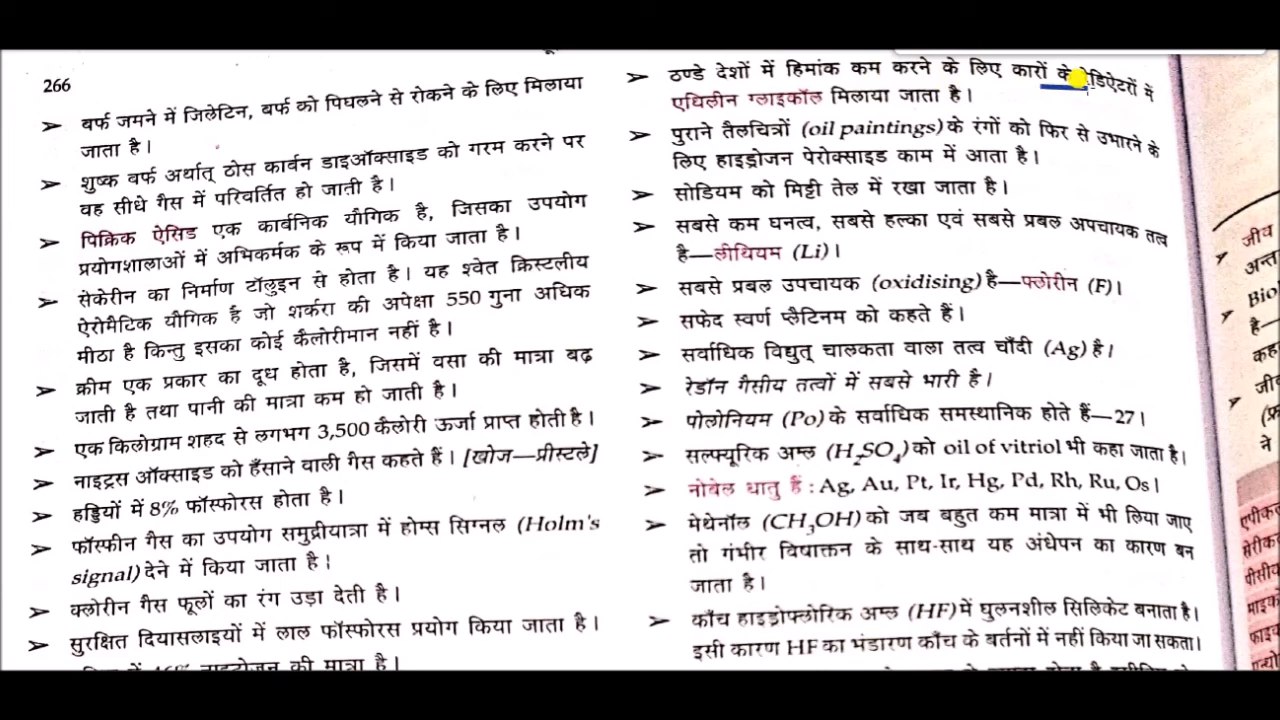 266
➤ बर्फ जमने में जिलेटिन, बर्फ को पिघलने से रोकने के लिए मिलाया
जाता है।
➤ शुष्क बर्फ अर्थात् ठोस कार्बन डाइऑक्साइड को गरम करने पर
वह सीधे गैस में परिवर्तित हो जाती है।
➤ पिक्रिक ऐसिड एक कार्बनिक यौगिक है, जिसका उपयोग
प्रयोगशालाओं में अभिकर्मक के रूप में किया जाता है।
➤ सेकेरीन का निर्माण टॉलुइन से होता है। यह श्वेत क्रिस्टलीय
ऐरोमैटिक यौगिक है जो शर्करा की अपेक्षा 550 गुना अधिक
मीठा है किन्तु इसका कोई कैलोरीमान नहीं है।
➤ क्रीम एक प्रकार का दूध होता है, जिसमें वसा की मात्रा बढ़
जाती है तथा पानी की मात्रा कम हो जाती है।
➤ एक किलोग्राम शहद से लगभग 3,500 कैलोरी ऊर्जा प्राप्त होती है।
➤ नाइट्रस ऑक्साइड को हँसाने वाली गैस कहते हैं। [खोज—प्रीस्टले]
➤ हड्डियों में 8% फॉस्फोरस होता है।
➤ फॉस्फीन गैस का उपयोग समुद्रीयात्रा में होम्स सिग्नल (Holm's
signal) देने में किया जाता है।
➤ क्लोरीन गैस फूलों का रंग उड़ा देती है।
➤ सुरक्षित दियासलाइयों में लाल फॉस्फोरस प्रयोग किया जाता है।
46% नाइट्रोजन की मात्रा है।
➤ ठण्डे देशों में हिमांक कम करने के लिए कारों के रेडिऐटरों में
एथिलीन ग्लाइकॉल मिलाया जाता है।
➤ पुराने तैलचित्रों (oil paintings) के रंगों को फिर से उभारने के
लिए हाइड्रोजन पेरोक्साइड काम में आता है।
➤ सोडियम को मिट्टी तेल में रखा जाता है।
➤ सबसे कम घनत्व, सबसे हल्का एवं सबसे प्रबल अपचायक तत्व
है—लीथियम (Li)।
➤ सबसे प्रबल उपचायक (oxidising) है—फ्लोरीन (F)।
➤ सफेद स्वर्ण प्लैटिनम को कहते हैं।
➤ सर्वाधिक विद्युत् चालकता वाला तत्व चाँदी (Ag) है।
➤ रेडॉन गैसीय तत्वों में सबसे भारी है।
➤ पोलोनियम (Po) के सर्वाधिक समस्थानिक होते हैं—27।
➤ सल्फ्यूरिक अम्ल (H₂SO₄) को oil of vitriol भी कहा जाता है।
➤ नोबेल धातु हैं : Ag, Au, Pt, Ir, Hg, Pd, Rh, Ru, Os।
➤ मेथेनॉल (CH₃OH) को जब बहुत कम मात्रा में भी लिया जाए
तो गंभीर विषाक्तन के साथ-साथ यह अंधेपन का कारण बन
जाता है।
➤ काँच हाइड्रोफ्लोरिक अम्ल (HF) में घुलनशील सिलिकेट बनाता है।
इसी कारण HF का भंडारण काँच के बर्तनों में नहीं किया जा सकता।
जीव
अन्त
Bio
है—
कह
जी
(प्र
ने